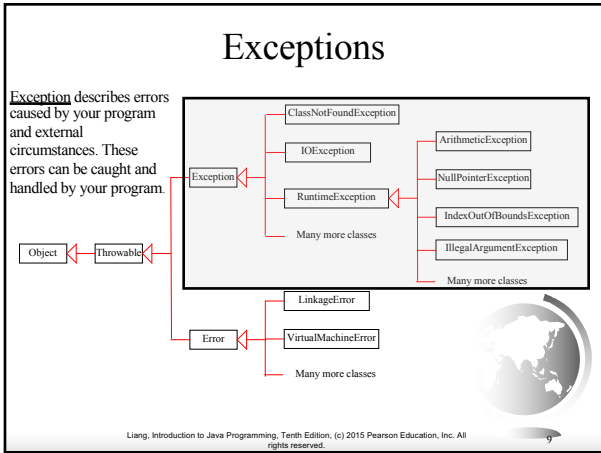 Exceptions
Exception describes errors
caused by your program
and external
circumstances. These
errors can be caught and
handled by your program.
ClassNotFoundException
ArithmeticException
IOException
Exception
NullPointerException
RuntimeException
IndexOutOfBoundsException
Many more classes
Object
Throwable
IllegalArgumentException
Many more classes
LinkageError
Error
VirtualMachineError
Many more classes
Liang, Introduction to Java Programming, Tenth Edition, (c) 2015 Pearson Education, Inc. All
rights reserved.
9